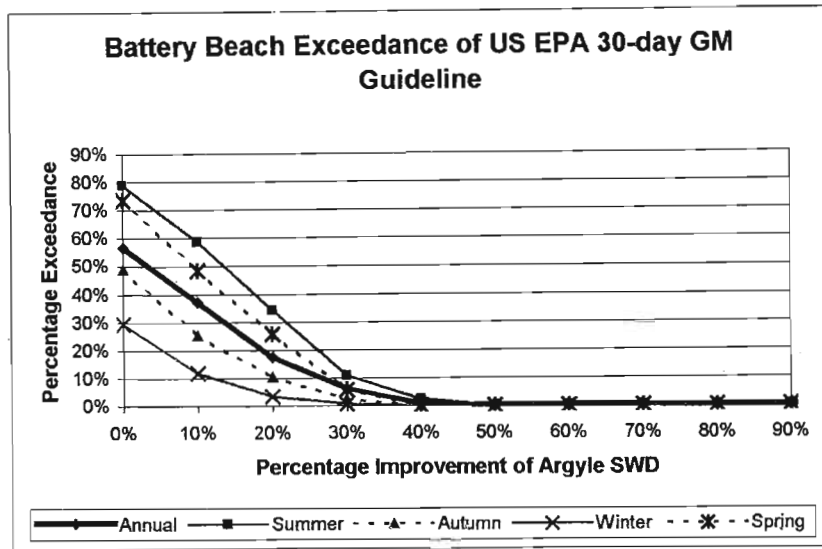 Battery Beach Exceedance of US EPA 30-day GM
Guideline
Percentage Exceedance
90%
80%
70%
60%
50%
40%
30%
20%
10%
0%
0% 10% 20% 30% 40% 50% 60% 70% 80% 90%
Percentage Improvement of Argyle SWD
Annual Summer Autumn Winter Spring